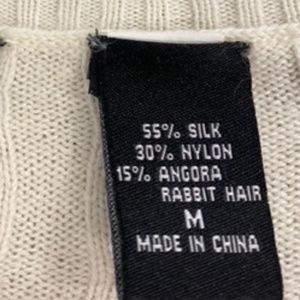 55% SILK
30% NYLON
15% ANGORA
RABBIT HAIR
M
MADE IN CHINA